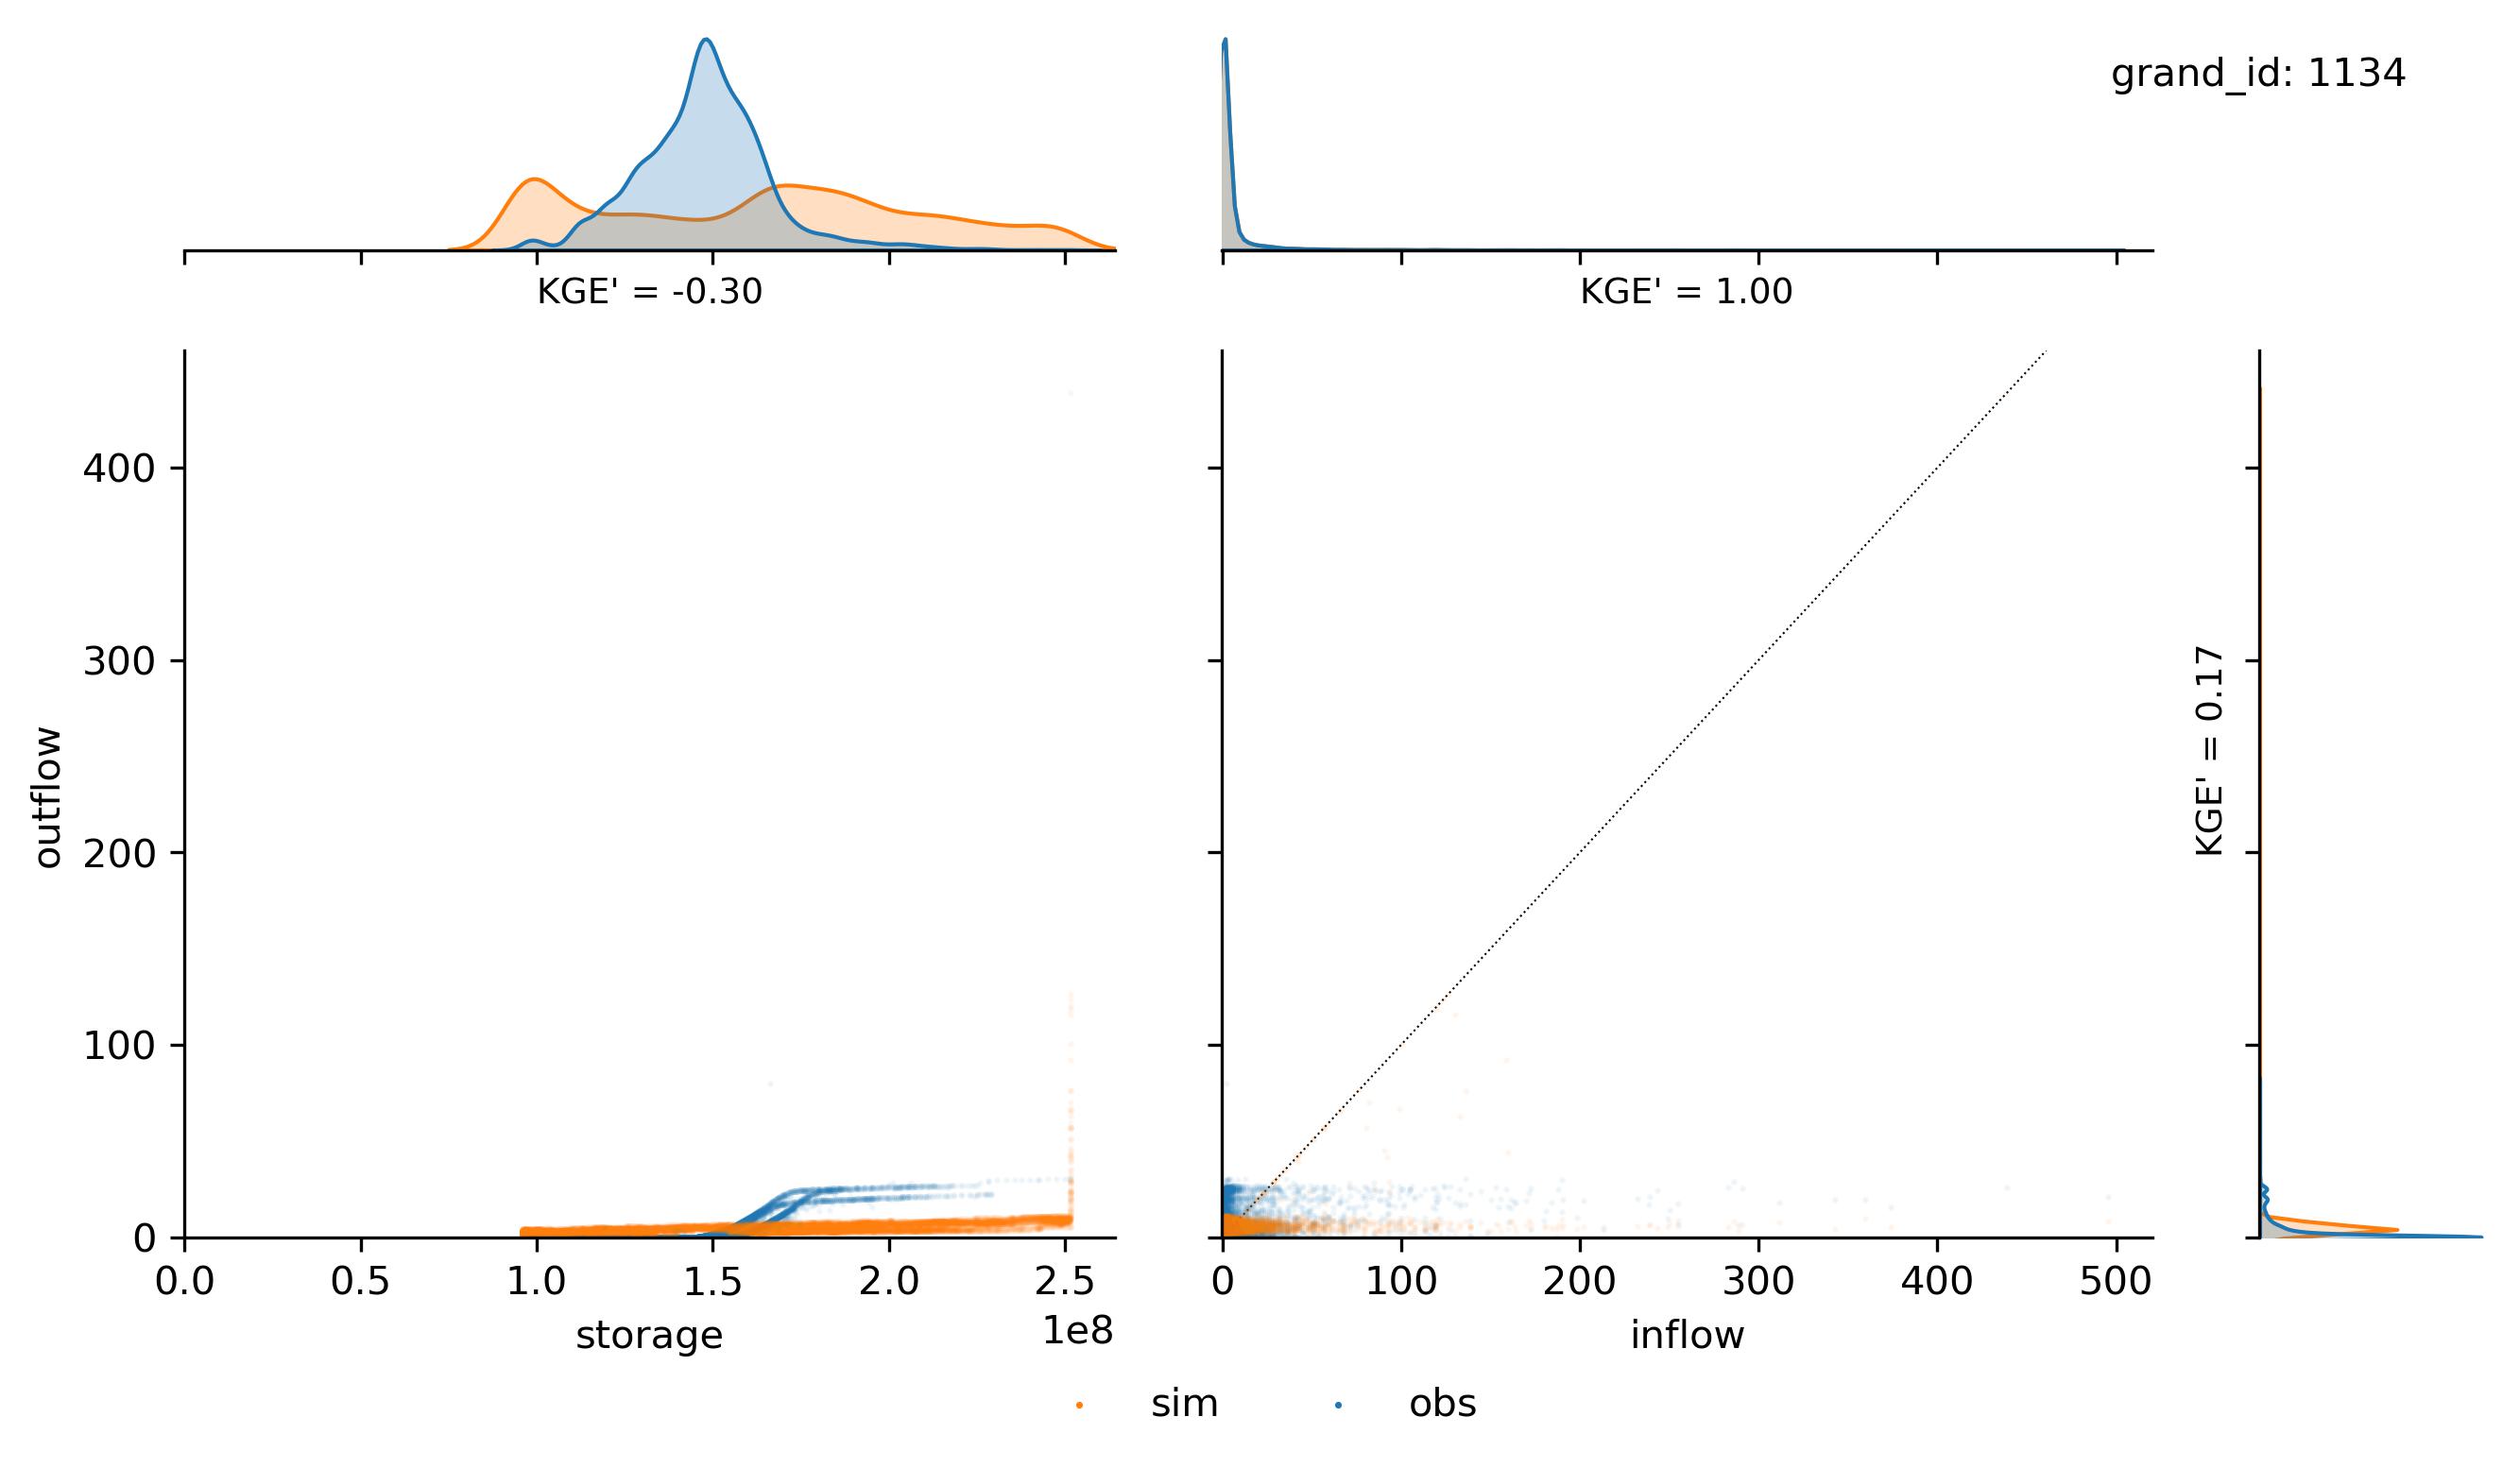 grand_id: 1134
KGE' = -0.30
KGE' = 1.00
outflow
400
300
200
100
0
KGE' = 0.17
0.0 0.5 1.0 1.5 2.0 2.5
1e8
storage
0 100 200 300 400 500
inflow
sim obs